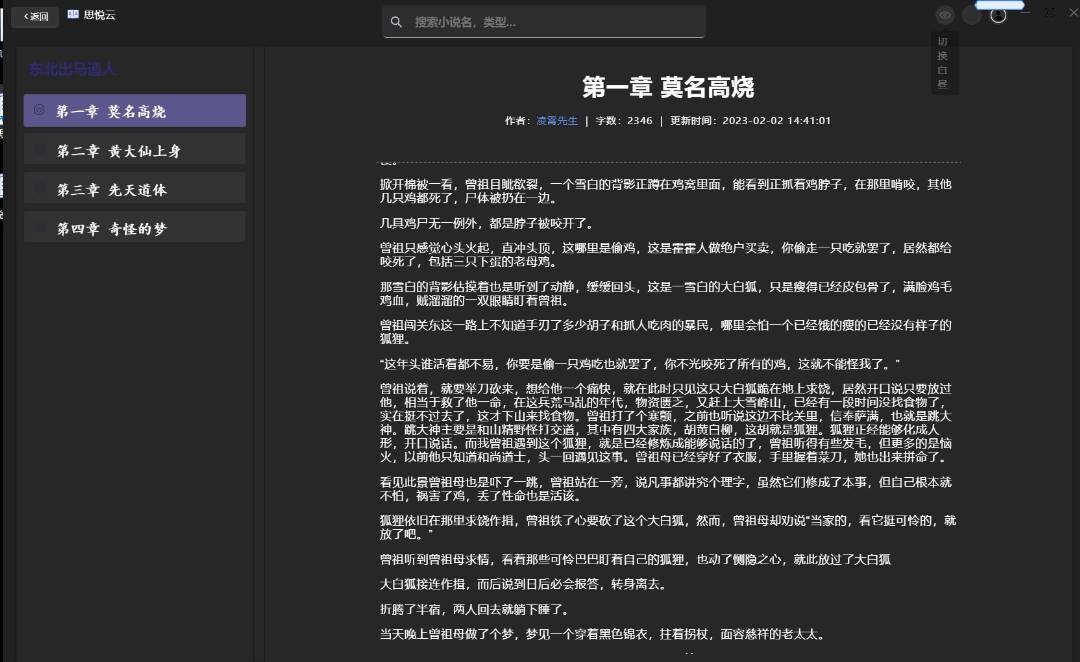 <返回
思悦云
搜索小说名，类型...
切
换
白
昼
东北出马道人
第一章 莫名高烧
第二章 黄大仙上身
第三章 先天道体
第四章 奇怪的梦
第一章 莫名高烧
作者：凌霄先生 | 字数：2346 | 更新时间：2023-02-02 14:41:01
掀开棉被一看，曾祖目眦欲裂，一个雪白的背影正蹲在鸡窝里面，能看到正抓着鸡脖子，在那里啃咬，其他
几只鸡都死了，尸体被扔在一边。
几具鸡尸无一例外，都是脖子被咬开了。
曾祖只感觉心头火起，直冲头顶，这哪里是偷鸡，这是霍霍人做绝户买卖，你偷走一只吃就罢了，居然都给
咬死了，包括三只下蛋的老母鸡。
那雪白的背影估摸着也是听到了动静，缓缓回头，这是一雪白的大白狐，只是瘦得已经皮包骨了，满脸鸡毛
鸡血，贼溜溜的一双眼睛盯着曾祖。
曾祖闯关东这一路上不知道手刃了多少胡子和抓人吃肉的暴民，哪里会怕一个已经饿的瘦的已经没有样子的
狐狸。
“这年头谁活着都不易，你要是偷一只鸡吃也就罢了，你不光咬死了所有的鸡，这就不能怪我了。”
曾祖说着，就要举刀砍来，想给他一个痛快，就在此时只见这只大白狐跪在地上求饶，居然开口说只要放过
他，相当于救了他一命，在这兵荒马乱的年代，物资匮乏，又赶上大雪峰山，已经有一段时间没找食物了，
实在挺不过去了，这才下山来找食物。曾祖打了个寒颤，之前也听说这边不比关里，信奉萨满，也就是跳大
神。跳大神主要是和山精野怪打交道，其中有四大家族，胡黄白柳，这胡就是狐狸。狐狸正经能够化成人
形，开口说话。而我曾祖遇到这个狐狸，就是已经修炼成能够说话的了，曾祖听得有些发毛，但更多的是恼
火，以前他只知道和尚道士，头一回遇见这事。曾祖母已经穿好了衣服，手里握着菜刀，她也出来拼命了。
看见此景曾祖母也是吓了一跳，曾祖站在一旁，说凡事都讲究个理字，虽然它们修成了本事，但自己根本就
不怕，祸害了鸡，丢了性命也是活该。
狐狸依旧在那里求饶作揖，曾祖铁了心要砍了这个大白狐，然而，曾祖母却劝说“当家的，看它挺可怜的，就
放了吧。”
曾祖听到曾祖母求情，看着那些可怜巴巴盯着自己的狐狸，也动了恻隐之心，就此放过了大白狐
大白狐接连作揖，而后说到日后必会报答，转身离去。
折腾了半宿，两人回去就躺下睡了。
当天晚上曾祖母做了个梦，梦见一个穿着黑色锦衣，拄着拐杖，面容慈祥的老太太。